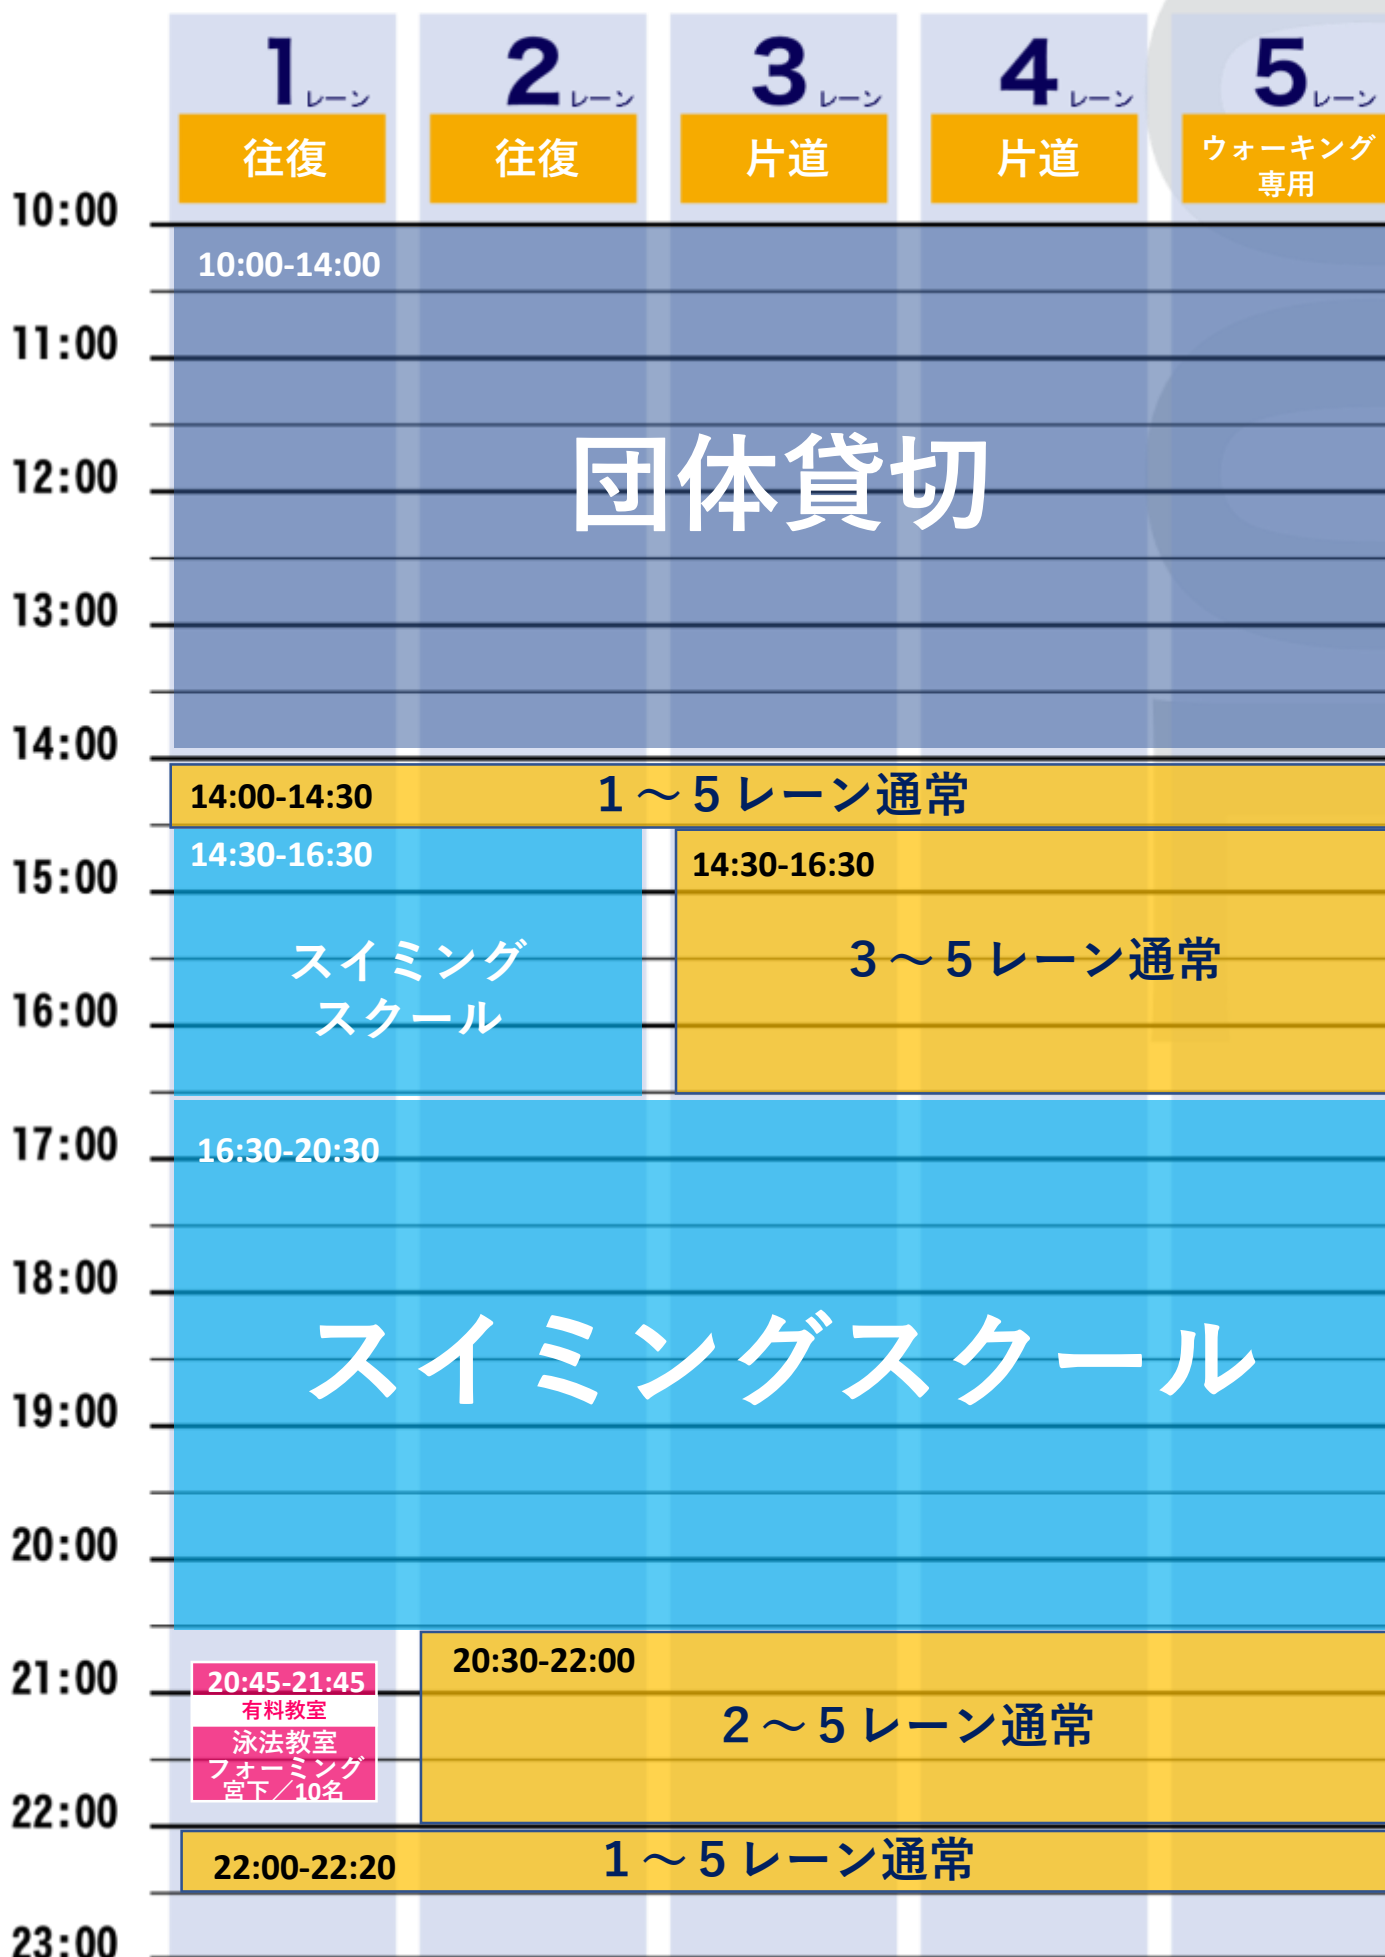 1レーン 2レーン 3レーン 4レーン 5レーン
往復 往復 片道 片道 ウォーキング
専用
10:00
10:00-14:00
11:00
団体貸切
12:00
13:00
14:00
14:00-14:30 1～5レーン通常
14:30-16:30 14:30-16:30
15:00
スイミング 3～5レーン通常
スクール
16:00
17:00
16:30-20:30
18:00
スイミングスクール
19:00
20:00
20:30-22:00
21:00
20:45-21:45
有料教室
2～5レーン通常
泳法教室
フォーミング
宮下／10名
22:00
22:00-22:20 1～5レーン通常
23:00